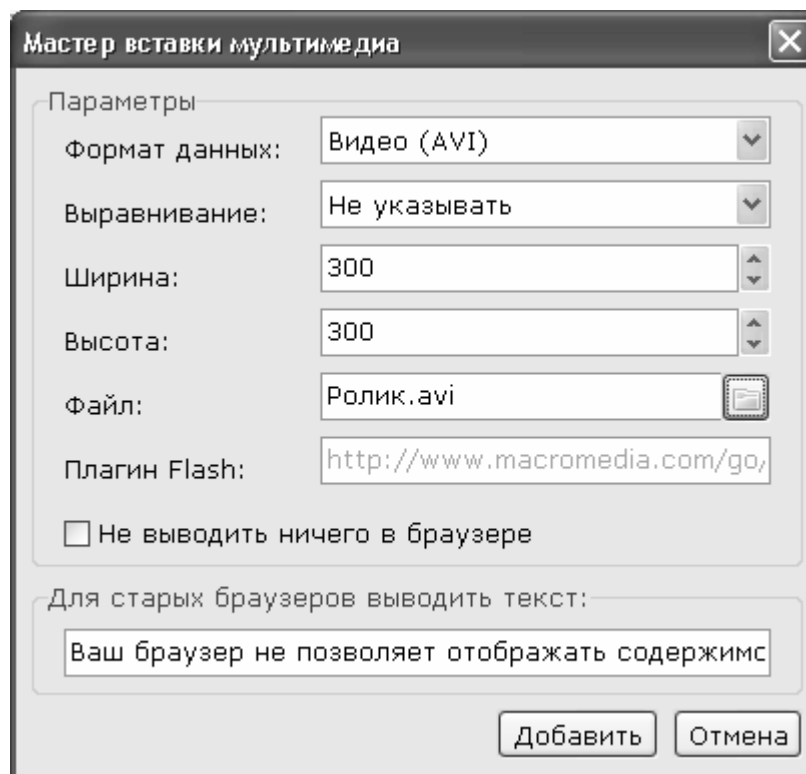 Мастер вставки мультимедиа
Параметры
Формат данных: Видео (AVI)
Выравнивание: Не указывать
Ширина: 300
Высота: 300
Файл: Ролик.avi
Плагин Flash: http://www.macromedia.com/go/
Не выводить ничего в браузере
Для старых браузеров выводить текст:
Ваш браузер не позволяет отображать содержимо
Добавить Отмена